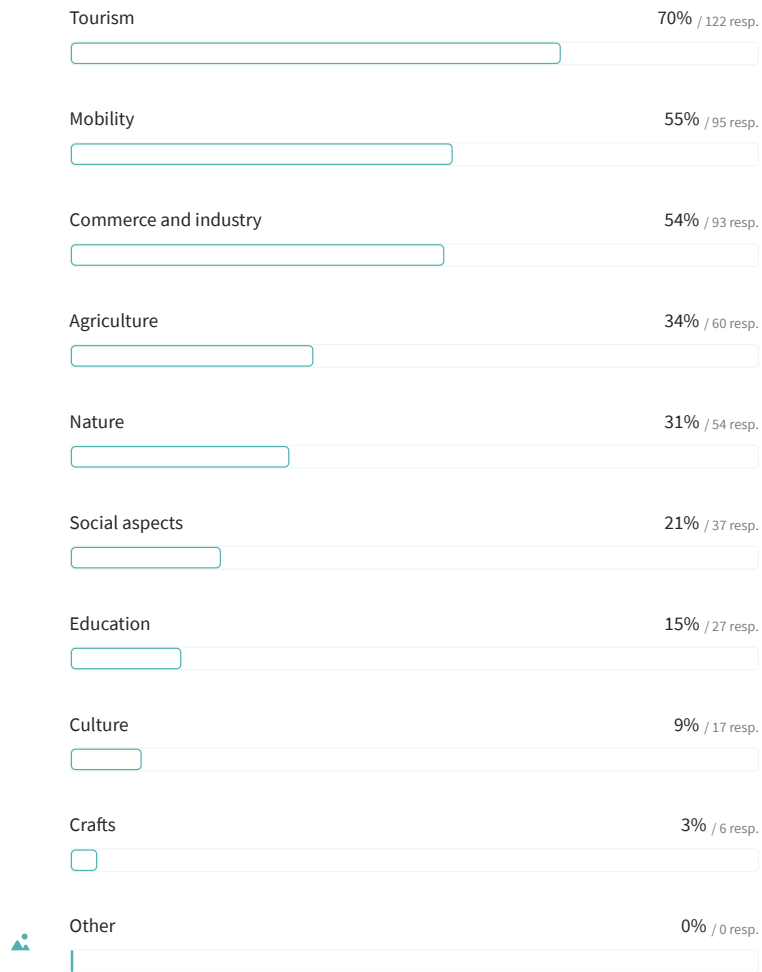 Tourism 70% / 122 resp.
Mobility 55% / 95 resp.
Commerce and industry 54% / 93 resp.
Agriculture 34% / 60 resp.
Nature 31% / 54 resp.
Social aspects 21% / 37 resp.
Education 15% / 27 resp.
Culture 9% / 17 resp.
Crafts 3% / 6 resp.
Other 0% / 0 resp.